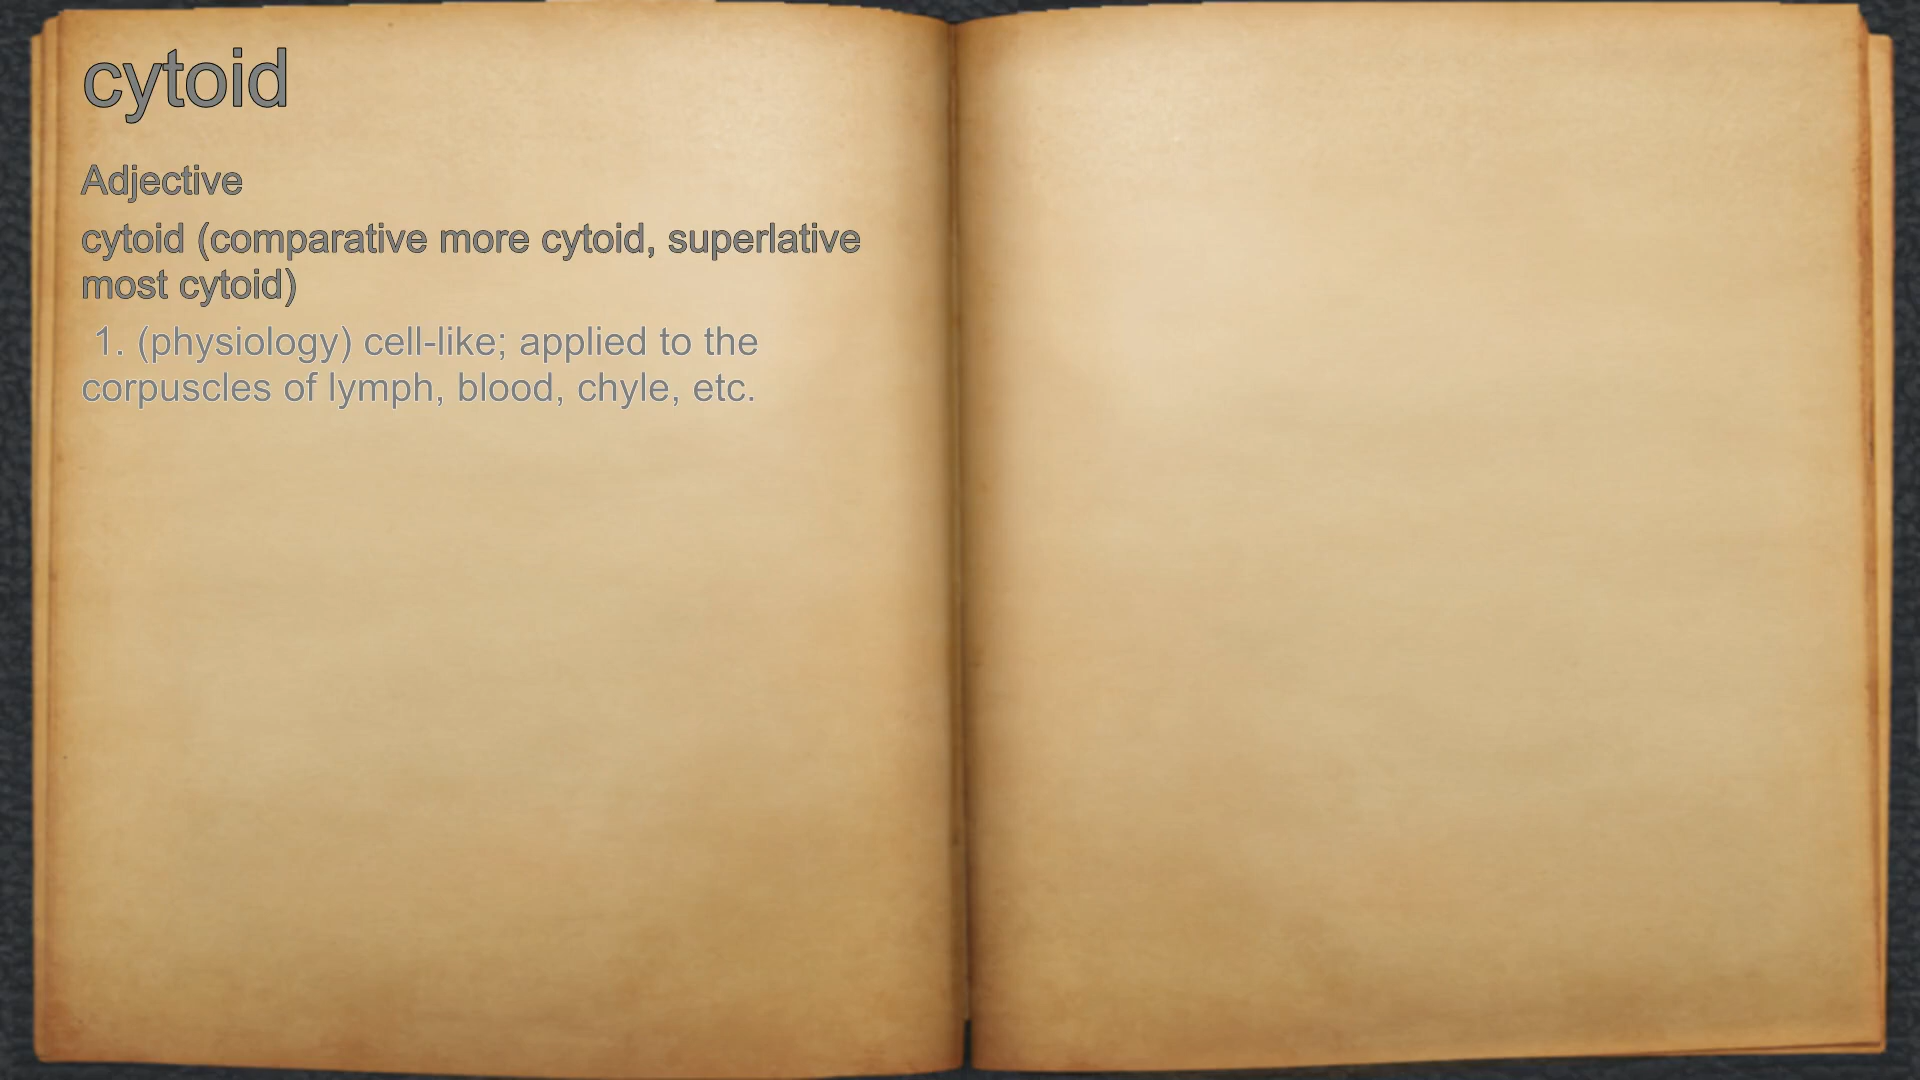 cytoid
Adjective
cytoid (comparative more cytoid, superlative
most cytoid)
1. (physiology) cell-like; applied to the
corpuscles of lymph, blood, chyle, etc.